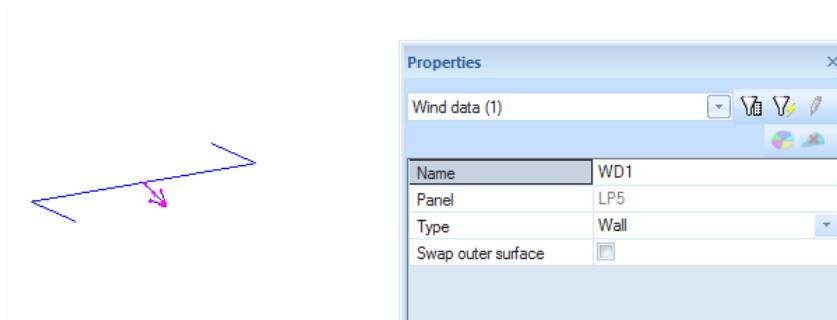 Properties
Wind data (1)
Name WD1
Panel LP5
Type Wall
Swap outer surface